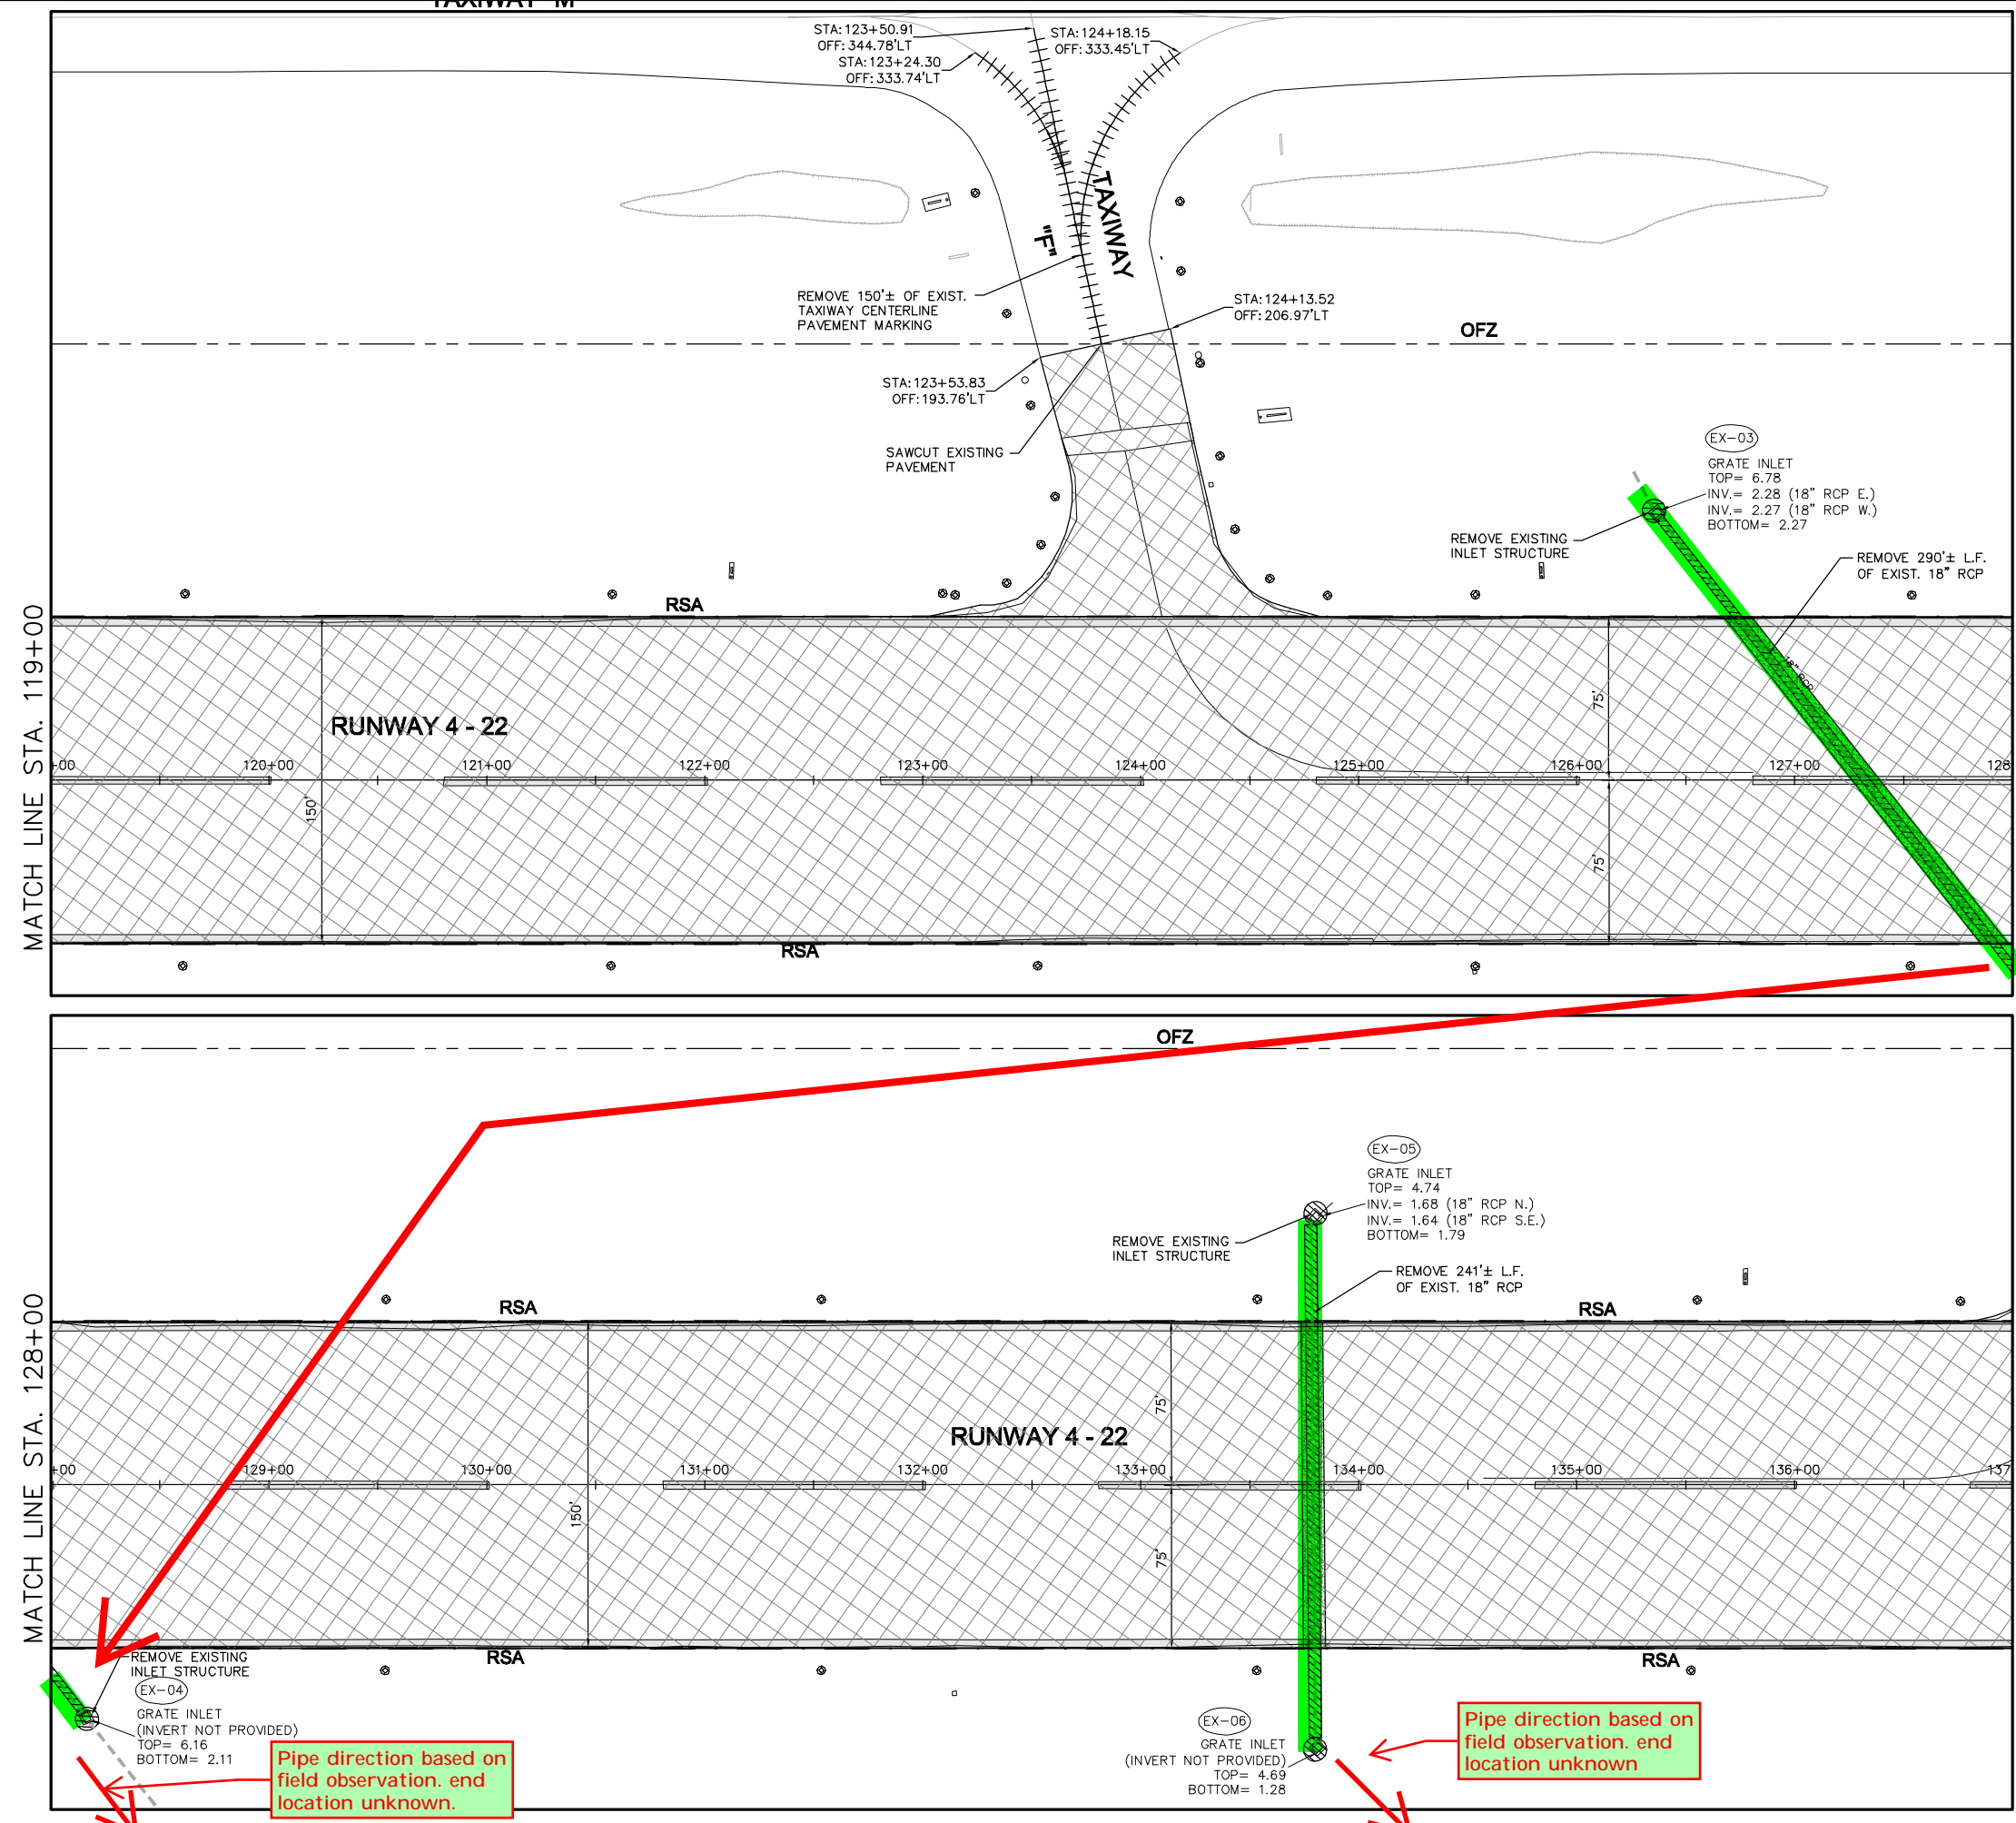 TAXIWAY "M"
STA:123+50.91
OFF:344.78'LT
STA:123+24.30
OFF:333.74'LT
STA:124+18.15
OFF:333.45'LT
TAXIWAY
"F"
REMOVE 150'± OF EXIST.
TAXIWAY CENTERLINE
PAVEMENT MARKING
STA:124+13.52
OFF:206.97'LT
OFZ
STA:123+53.83
OFF:193.76'LT
SAWCUT EXISTING
PAVEMENT
EX-03
GRATE INLET
TOP= 6.78
INV.= 2.28 (18" RCP E.)
INV.= 2.27 (18" RCP W.)
BOTTOM= 2.27
REMOVE EXISTING
INLET STRUCTURE
REMOVE 290'± L.F.
OF EXIST. 18" RCP
RSA
MATCH LINE STA. 119+00
18" RCP
75'
RUNWAY 4 - 22
+00 120+00 121+00 122+00 123+00 124+00 125+00 126+00 127+00 128
150'
75'
RSA
OFZ
EX-05
GRATE INLET
TOP= 4.74
INV.= 1.68 (18" RCP N.)
INV.= 1.64 (18" RCP S.E.)
BOTTOM= 1.79
REMOVE EXISTING
INLET STRUCTURE
REMOVE 241'± L.F.
OF EXIST. 18" RCP
RSA
RSA
MATCH LINE STA. 128+00
75'
RUNWAY 4 - 22
+00 129+00 130+00 131+00 132+00 133+00 134+00 135+00 136+00 137
150'
75'
RSA
RSA
REMOVE EXISTING
INLET STRUCTURE
EX-04
GRATE INLET
(INVERT NOT PROVIDED)
TOP= 6.16
BOTTOM= 2.11
Pipe direction based on
field observation. end
location unknown.
EX-06
GRATE INLET
(INVERT NOT PROVIDED)
TOP= 4.69
BOTTOM= 1.28
Pipe direction based on
field observation. end
location unknown